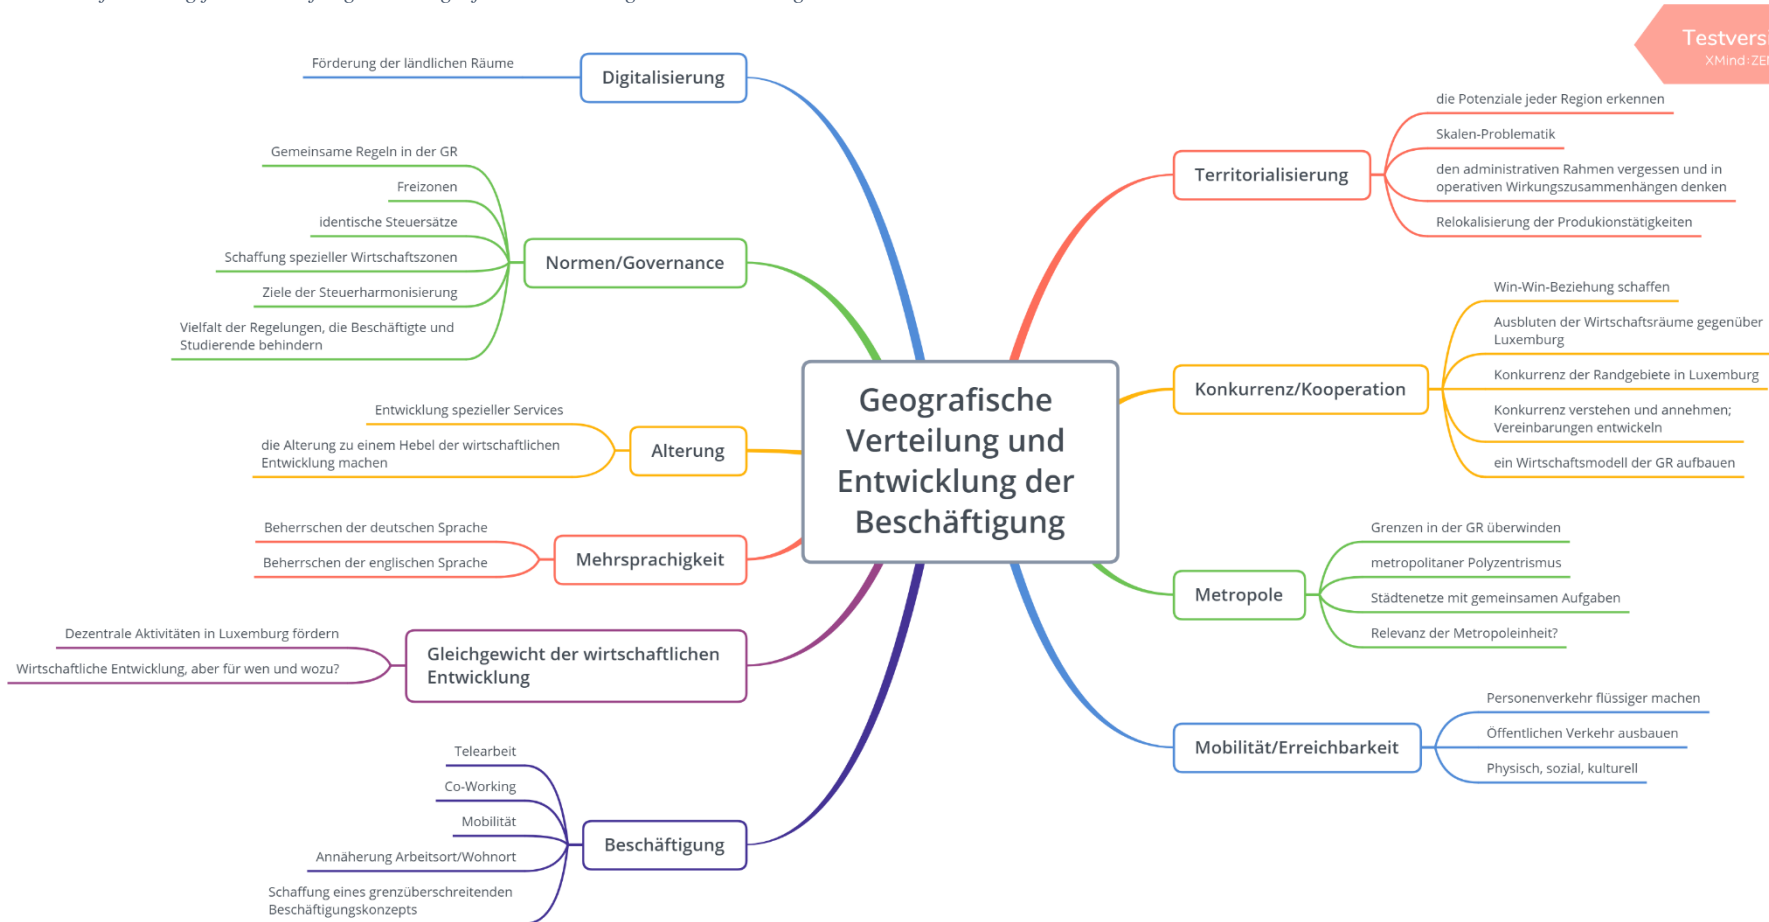 Testvers
XMind:ZE
Geografische
Verteilung und
Entwicklung der
Beschäftigung
Territorialisierung
die Potenziale jeder Region erkennen
Skalen-Problematik
den administrativen Rahmen vergessen und in
operativen Wirkungszusammenhängen denken
Relokalisierung der Produkionstätigkeiten
Konkurrenz/Kooperation
Win-Win-Beziehung schaffen
Ausbluten der Wirtschaftsräume gegenüber
Luxemburg
Konkurrenz der Randgebiete in Luxemburg
Konkurrenz verstehen und annehmen;
Vereinbarungen entwickeln
ein Wirtschaftsmodell der GR aufbauen
Metropole
Grenzen in der GR überwinden
metropolitaner Polyzentrismus
Städtenetze mit gemeinsamen Aufgaben
Relevanz der Metropoleinheit?
Mobilität/Erreichbarkeit
Personenverkehr flüssiger machen
Öffentlichen Verkehr ausbauen
Physisch, sozial, kulturell
Digitalisierung
Förderung der ländlichen Räume
Normen/Governance
Gemeinsame Regeln in der GR
Freizonen
identische Steuersätze
Schaffung spezieller Wirtschaftszonen
Ziele der Steuerharmonisierung
Vielfalt der Regelungen, die Beschäftigte und
Studierende behindern
Alterung
Entwicklung spezieller Services
die Alterung zu einem Hebel der wirtschaftlichen
Entwicklung machen
Mehrsprachigkeit
Beherrschen der deutschen Sprache
Beherrschen der englischen Sprache
Gleichgewicht der wirtschaftlichen
Entwicklung
Dezentrale Aktivitäten in Luxemburg fördern
Wirtschaftliche Entwicklung, aber für wen und wozu?
Beschäftigung
Telearbeit
Co-Working
Mobilität
Annäherung Arbeitsort/Wohnort
Schaffung eines grenzüberschreitenden
Beschäftigungskonzepts